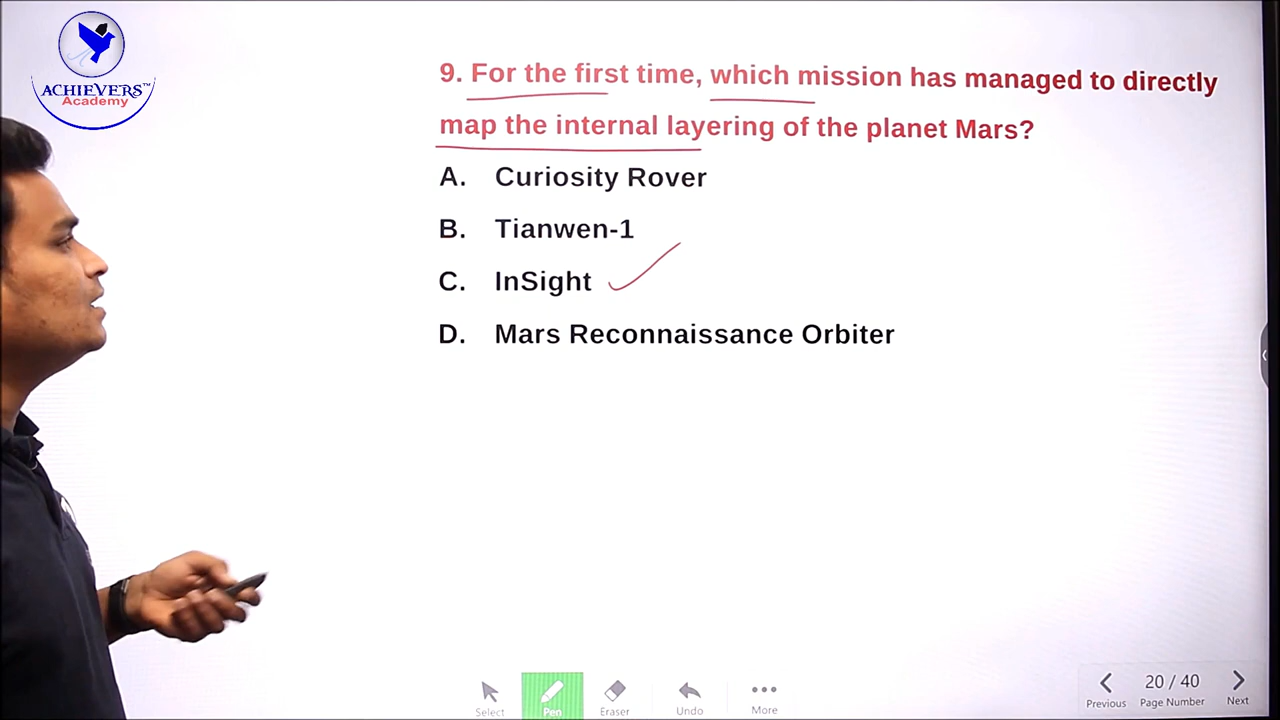 ACHIEVERS™
Academy
9. For the first time, which mission has managed to directly
map the internal layering of the planet Mars?
A. Curiosity Rover
B. Tianwen-1
C. InSight
D. Mars Reconnaissance Orbiter
Select
Pen
Eraser
Undo
More
Previous
20 / 40
Page Number
Next